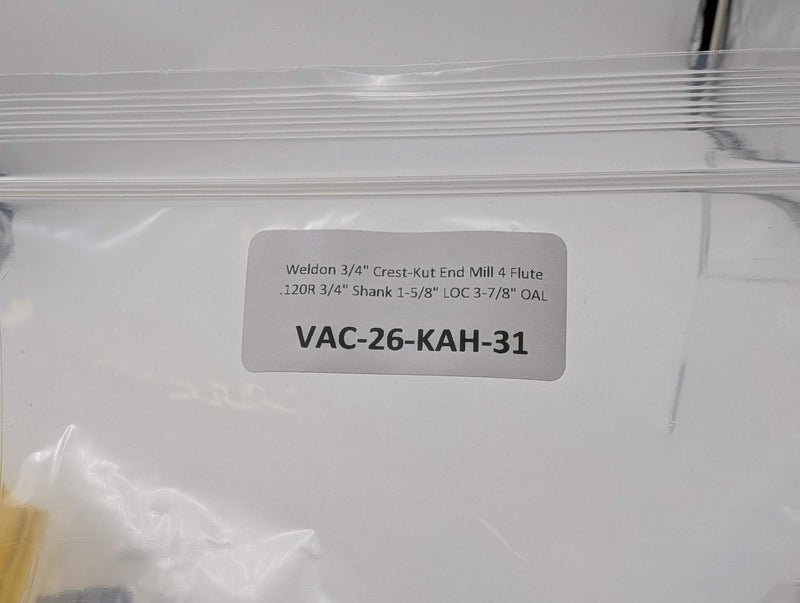 Weldon 3/4" Crest-Kut End Mill 4 Flute
.120R 3/4" Shank 1-5/8" LOC 3-7/8" OAL
VAC-26-KAH-31